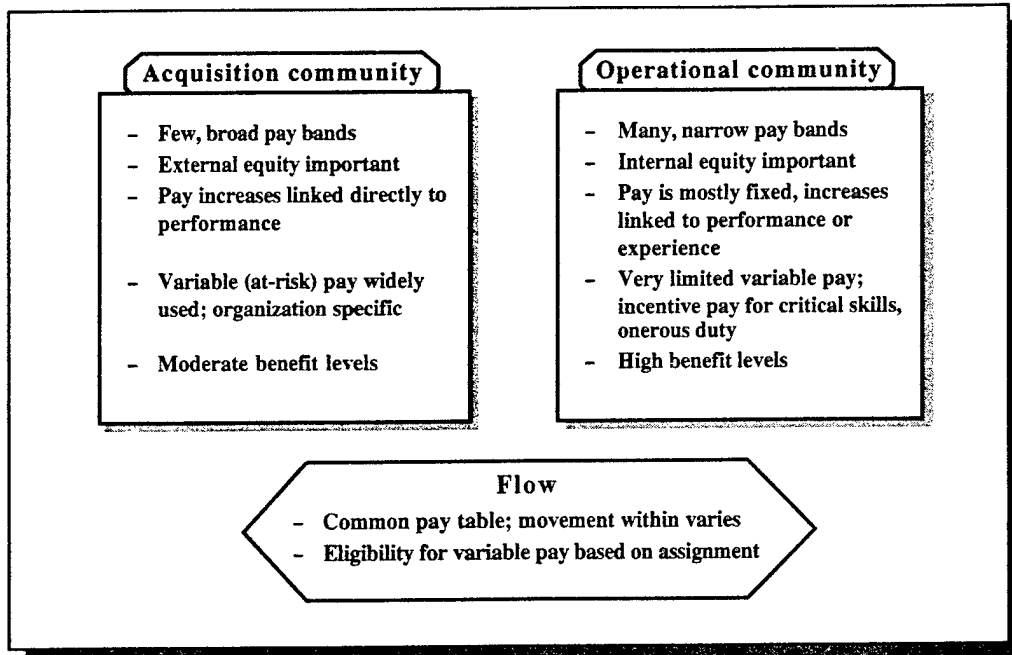 Acquisition community
– Few, broad pay bands
– External equity important
– Pay increases linked directly to
performance
– Variable (at-risk) pay widely
used; organization specific
– Moderate benefit levels
Operational community
– Many, narrow pay bands
– Internal equity important
– Pay is mostly fixed, increases
linked to performance or
experience
– Very limited variable pay;
incentive pay for critical skills,
onerous duty
– High benefit levels
Flow
– Common pay table; movement within varies
– Eligibility for variable pay based on assignment